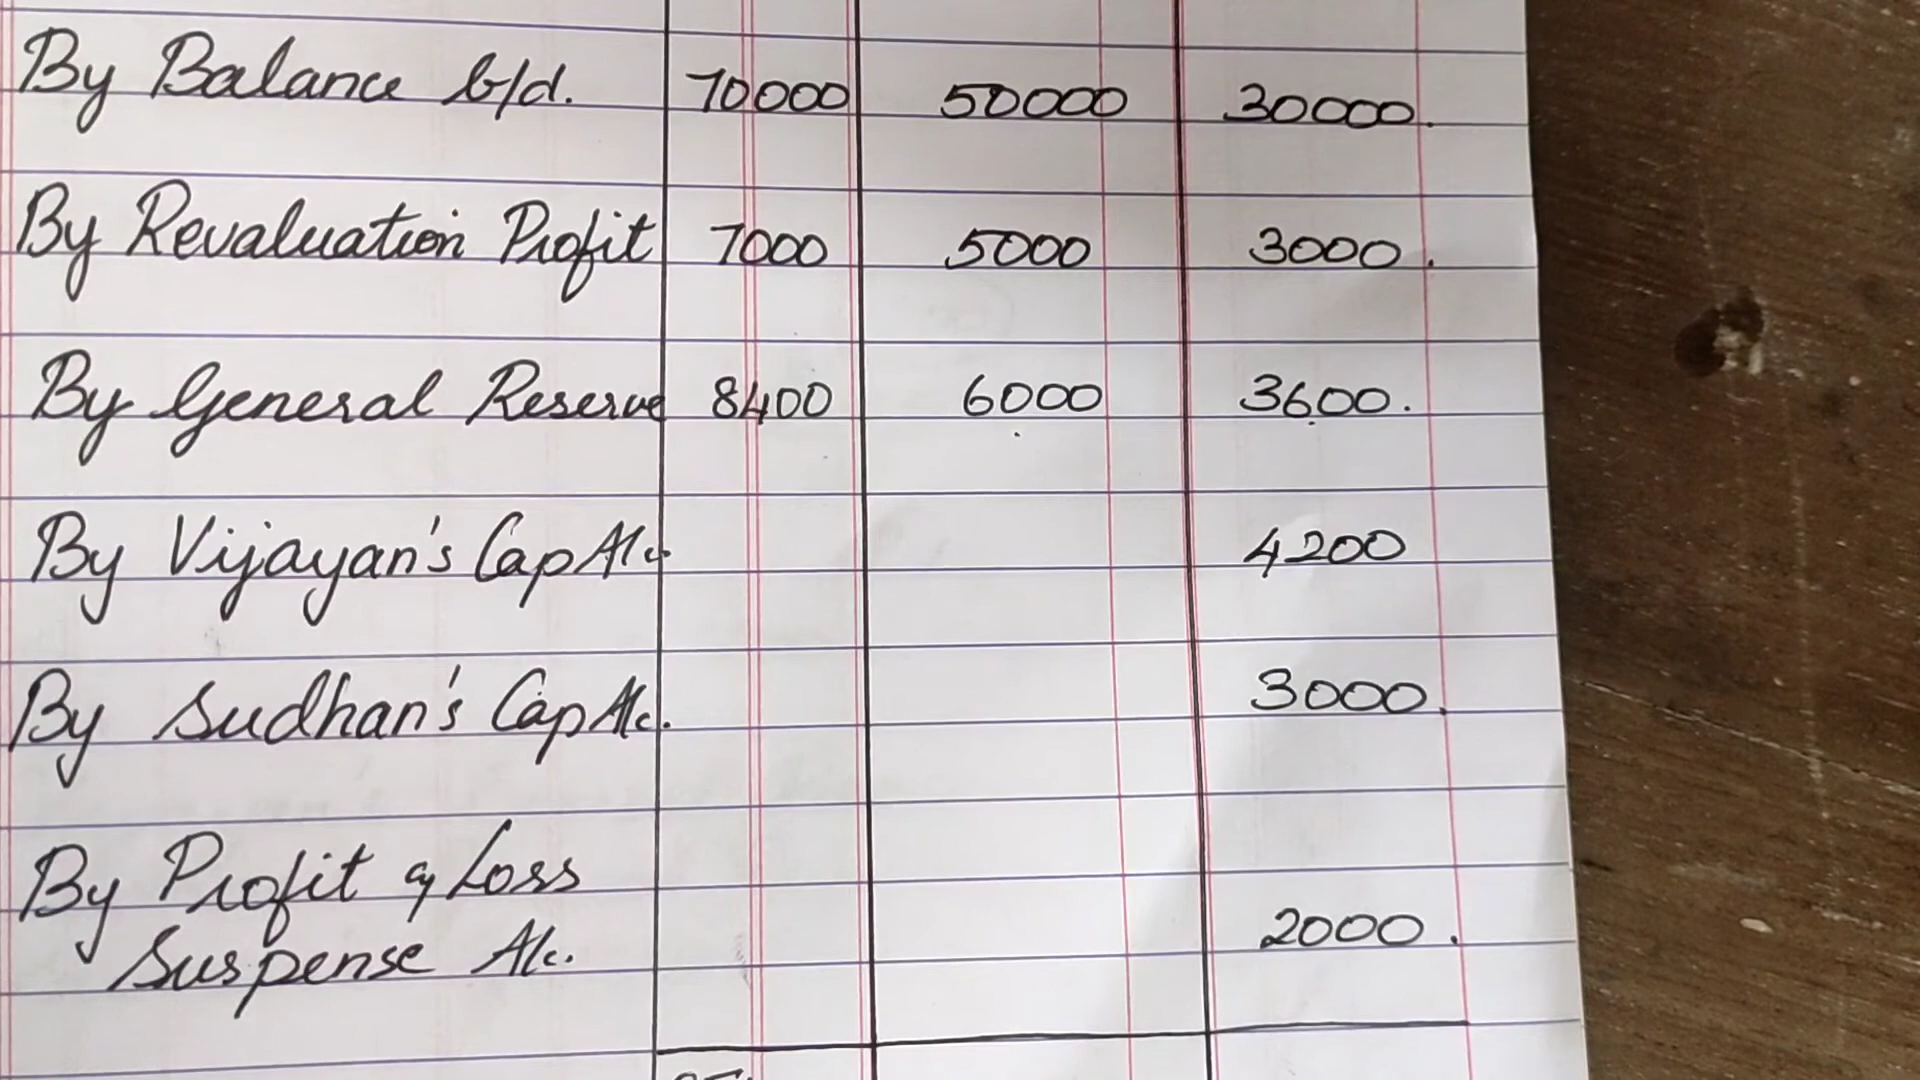 By Balance b/d. 70000 50000 30000.
By Revaluation Profit 7000 5000 3000.
By General Reserve 8400 6000 3600.
By Vijayan's Cap A/c. 4200
By Sudhan's Cap A/c. 3000.
By Profit & Loss
Suspense A/c. 2000.